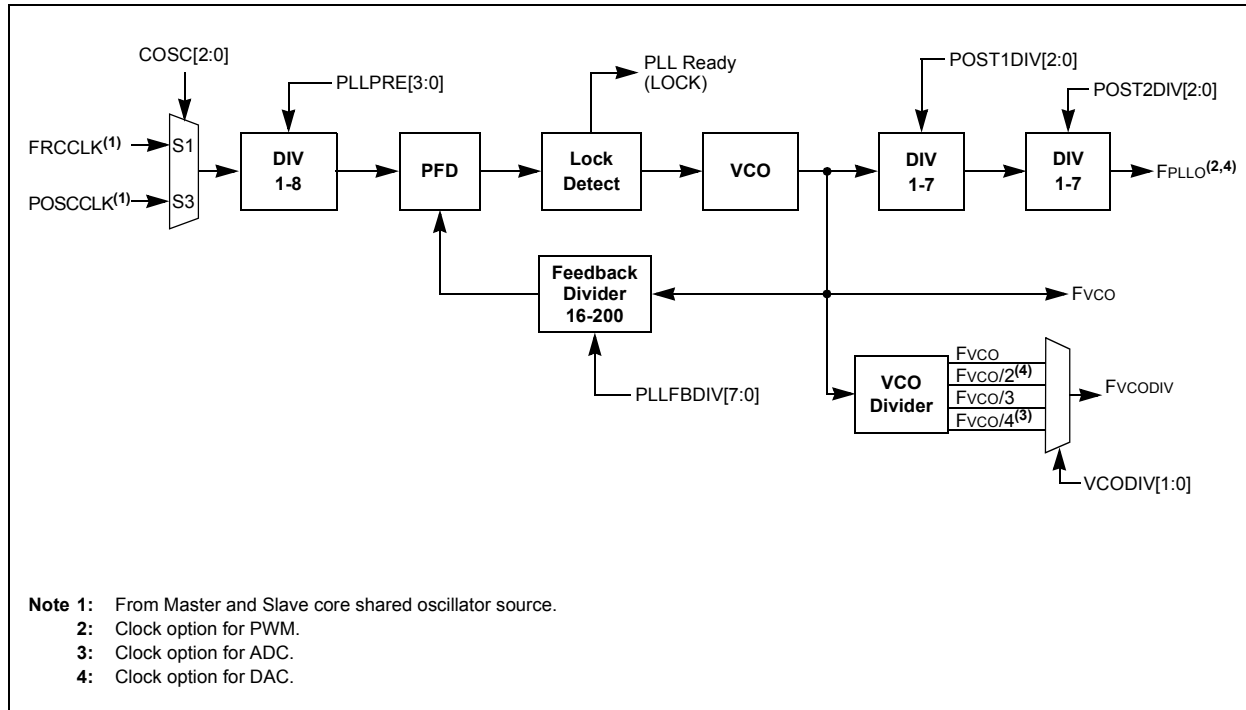 COSC[2:0]
PLLPRE[3:0]
PLL Ready
(LOCK)
POST1DIV[2:0]
POST2DIV[2:0]
FRCCLK(1)
S1
POSCCLK(1)
S3
DIV
1-8
PFD
Lock
Detect
VCO
DIV
1-7
DIV
1-7
FPLLO(2,4)
Feedback
Divider
16-200
FVCO
PLLFBDIV[7:0]
VCO
Divider
FVCO
FVCO/2(4)
FVCO/3
FVCO/4(3)
FVCODIV
VCODIV[1:0]
Note 1: From Master and Slave core shared oscillator source.
2: Clock option for PWM.
3: Clock option for ADC.
4: Clock option for DAC.